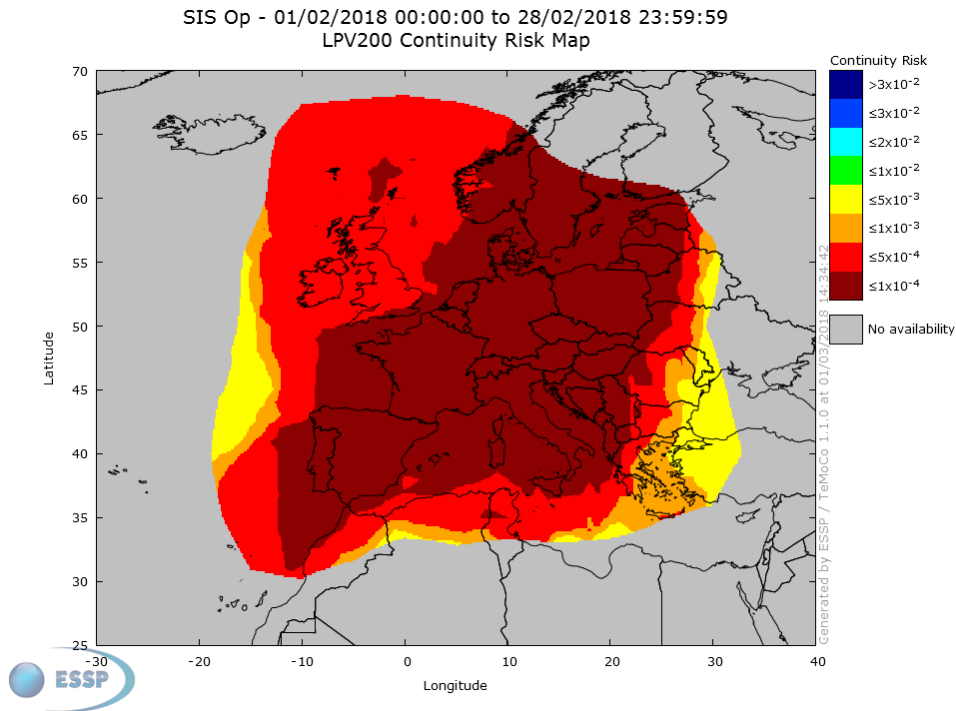 SIS Op - 01/02/2018 00:00:00 to 28/02/2018 23:59:59
LPV200 Continuity Risk Map
Continuity Risk
>3x10⁻²
≤3x10⁻²
≤2x10⁻²
≤1x10⁻²
≤5x10⁻³
≤1x10⁻³
≤5x10⁻⁴
≤1x10⁻⁴
No availability
70
65
60
55
50
45
40
35
30
25
Latitude
-30
-20
-10
0
10
20
30
40
Longitude
Generated by ESSP / TeMoCo 1.1.0 at 01/03/2018 14:34:42
ESSP